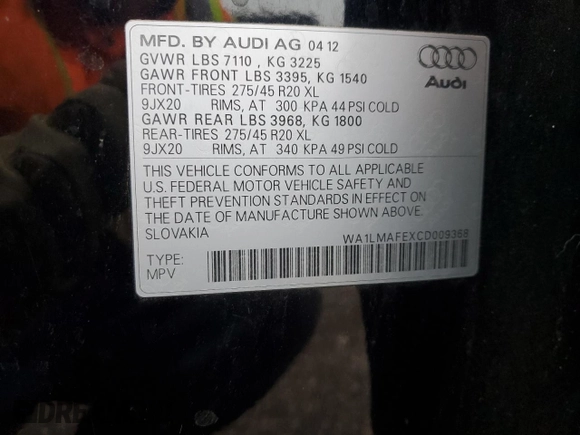 MFD. BY AUDI AG 04 12
GVWR LBS 7110 , KG 3225
GAWR FRONT LBS 3395, KG 1540
FRONT-TIRES 275/45 R20 XL
9JX20 RIMS, AT 300 KPA 44 PSI COLD
GAWR REAR LBS 3968, KG 1800
REAR-TIRES 275/45 R20 XL
9JX20 RIMS, AT 340 KPA 49 PSI COLD
Audi
THIS VEHICLE CONFORMS TO ALL APPLICABLE
U.S. FEDERAL MOTOR VEHICLE SAFETY AND
THEFT PREVENTION STANDARDS IN EFFECT ON
THE DATE OF MANUFACTURE SHOWN ABOVE.
SLOVAKIA
WA1LMAFEXCD009388
TYPE:
MPV